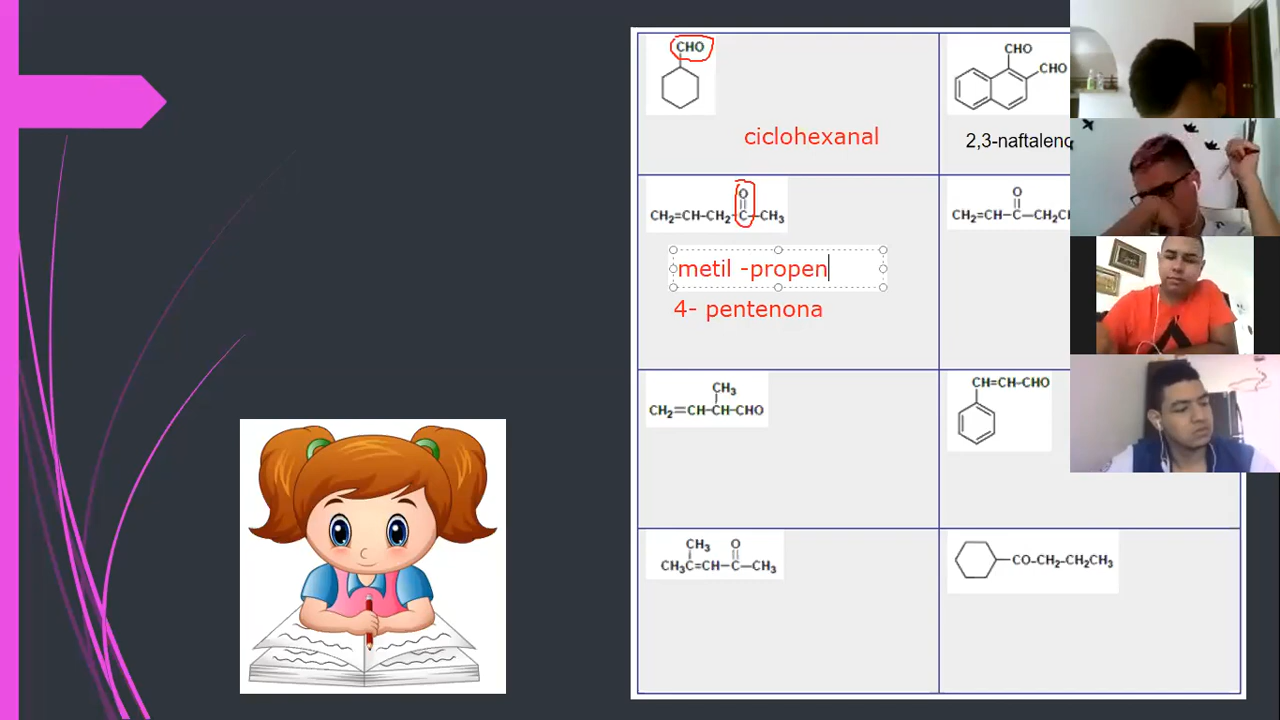 CHO
ciclohexanal
CHO
CHO
2,3-naftaleno
O
CH₂=CH-CH₂-C-CH₃
metil -propen
4- pentenona
O
CH₂=CH-C-CH₂C
CH₃
CH₂=CH-CH-CHO
CH=CH-CHO
CH₃ O
CH₃C=CH-C-CH₃
CO-CH₂-CH₂CH₃